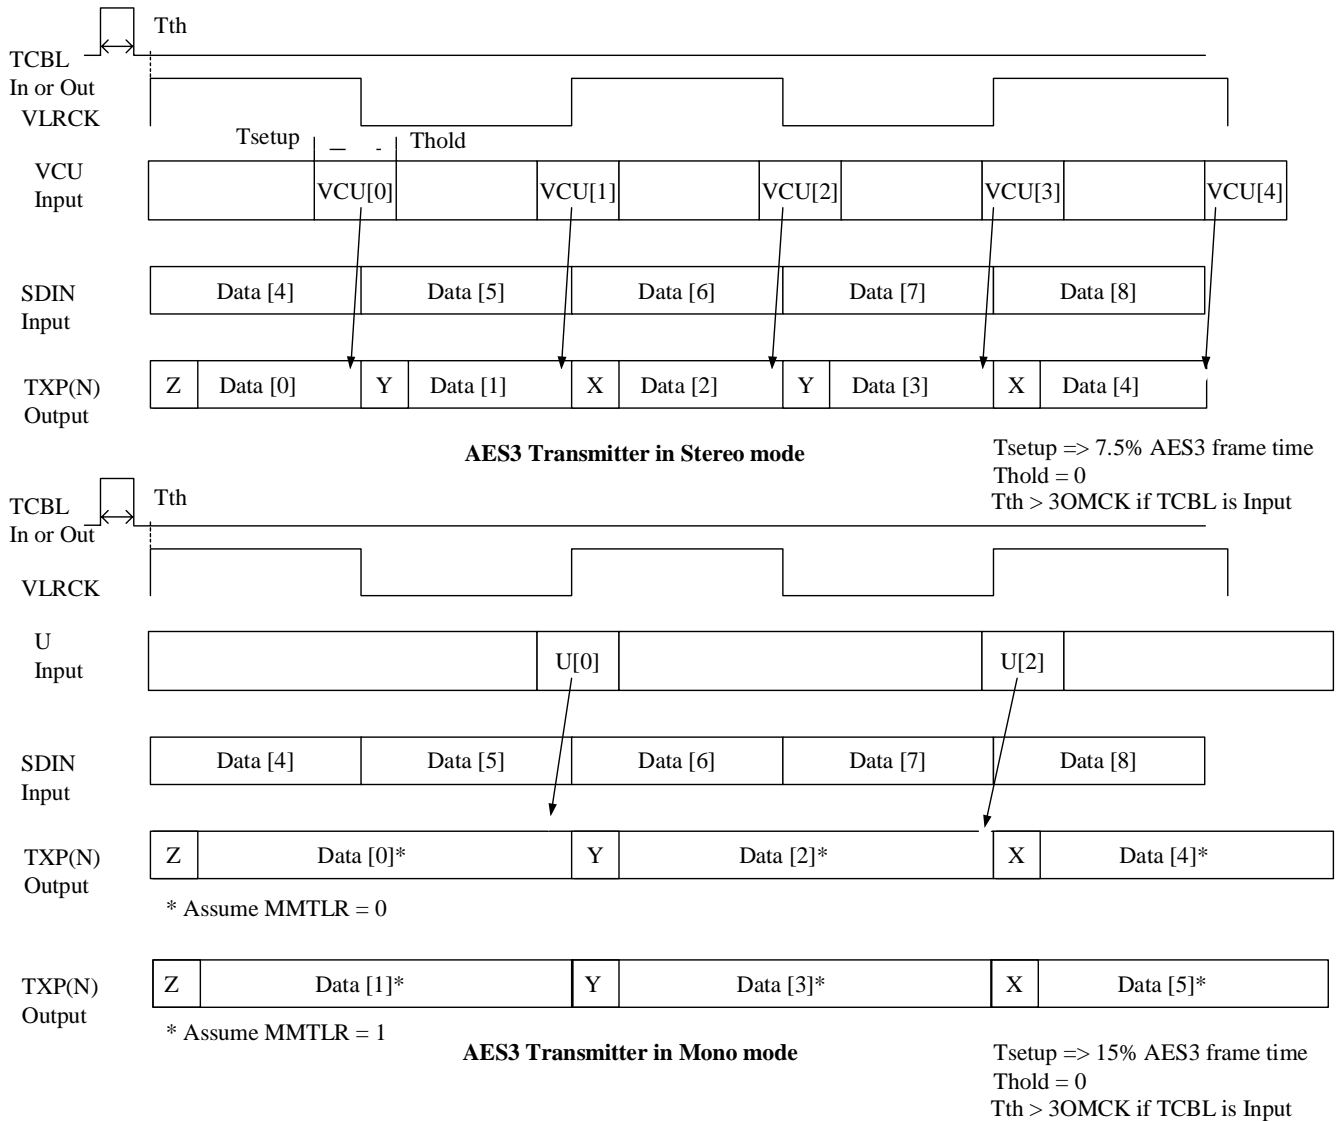 Tth
TCBL
In or Out
VLRCK
Tsetup Thold
VCU
Input
VCU[0] VCU[1] VCU[2] VCU[3] VCU[4]
SDIN
Input
Data [4] Data [5] Data [6] Data [7] Data [8]
TXP(N)
Output
Z Data [0] Y Data [1] X Data [2] Y Data [3] X Data [4]
AES3 Transmitter in Stereo mode
Tsetup => 7.5% AES3 frame time
Thold = 0
Tth > 3OMCK if TCBL is Input
Tth
TCBL
In or Out
VLRCK
U
Input
U[0] U[2]
SDIN
Input
Data [4] Data [5] Data [6] Data [7] Data [8]
TXP(N)
Output
Z Data [0]* Y Data [2]* X Data [4]*
* Assume MMTLR = 0
TXP(N)
Output
Z Data [1]* Y Data [3]* X Data [5]*
* Assume MMTLR = 1
AES3 Transmitter in Mono mode
Tsetup => 15% AES3 frame time
Thold = 0
Tth > 3OMCK if TCBL is Input